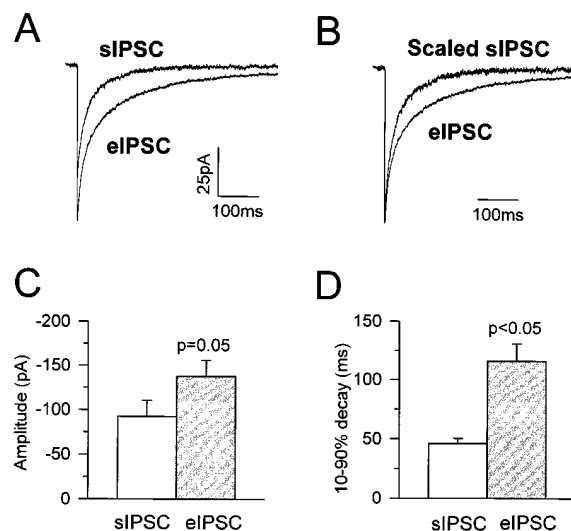 A
sIPSC
eIPSC
25pA
100ms
B
Scaled sIPSC
eIPSC
100ms
C
Amplitude (pA)
-200
-150
-100
-50
0
p=0.05
sIPSC eIPSC
D
10-90% decay (ms)
150
100
50
0
p<0.05
sIPSC eIPSC